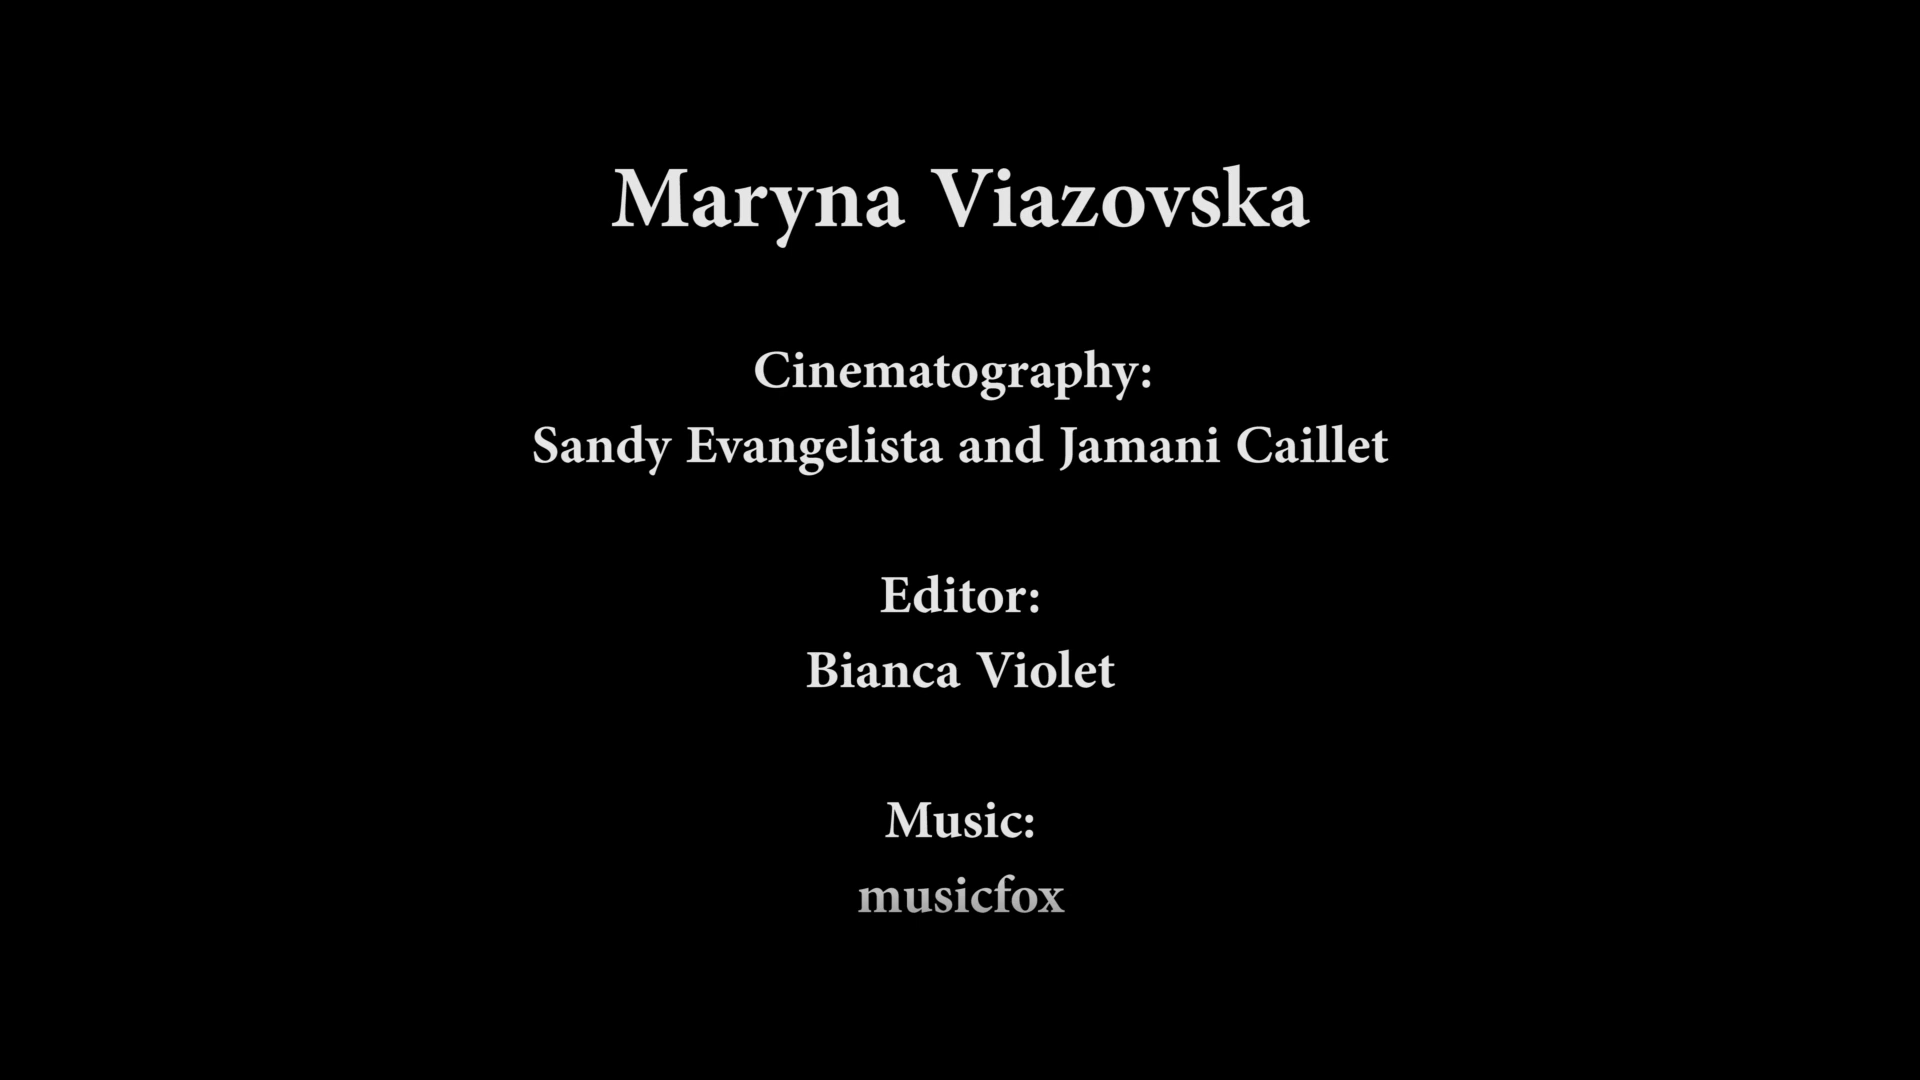 Maryna Viazovska
Cinematography:
Sandy Evangelista and Jamani Caillet
Editor:
Bianca Violet
Music:
musicfox